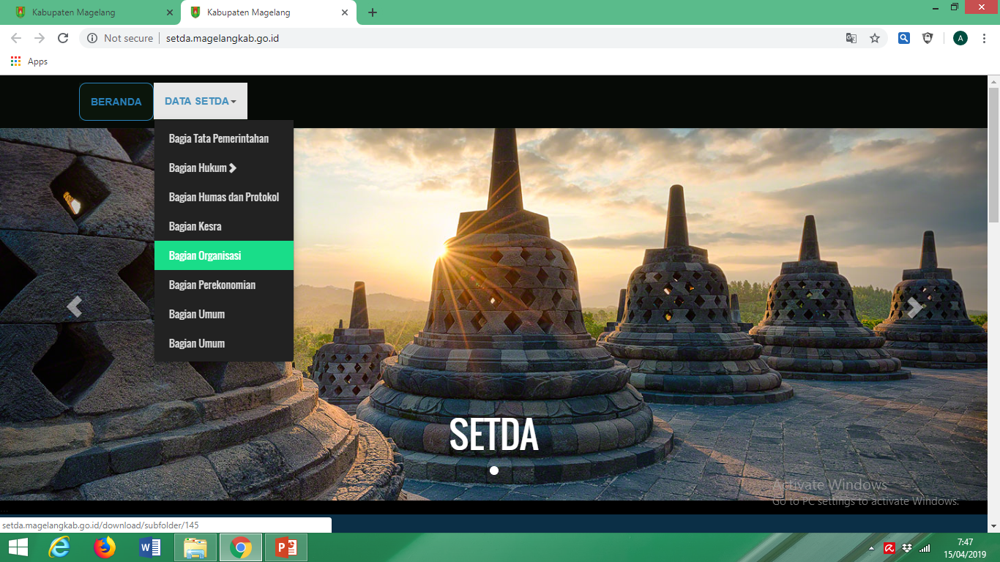 Kabupaten Magelang
Kabupaten Magelang
Not secure
setda.magelangkab.go.id
A
Apps
BERANDA
DATA SETDA
Bagia Tata Pemerintahan
Bagian Hukum
Bagian Humas dan Protokol
Bagian Kesra
Bagian Organisasi
Bagian Perekonomian
Bagian Umum
Bagian Umum
SETDA
Activate Windows
Go to PC settings to activate Windows.
setda.magelangkab.go.id/download/subfolder/145
7:47
15/04/2019